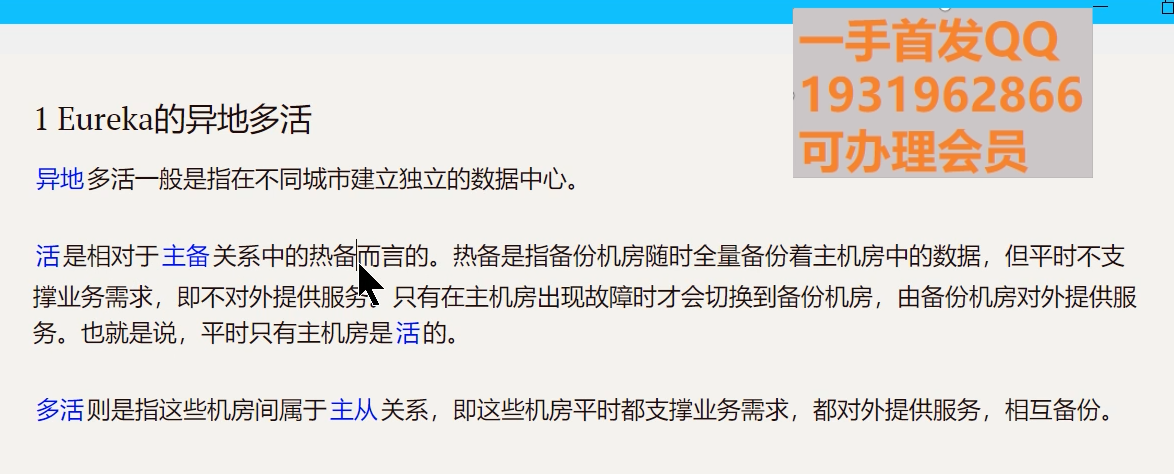 一手首发QQ
1931962866
可办理会员
1 Eureka的异地多活
异地多活一般是指在不同城市建立独立的数据中心。
活是相对于主备关系中的热备而言的。热备是指备份机房随时全量备份着主机房中的数据，但平时不支
撑业务需求，即不对外提供服务。只有在主机房出现故障时才会切换到备份机房，由备份机房对外提供服
务。也就是说，平时只有主机房是活的。
多活则是指这些机房间属于主从关系，即这些机房平时都支撑业务需求，都对外提供服务，相互备份。